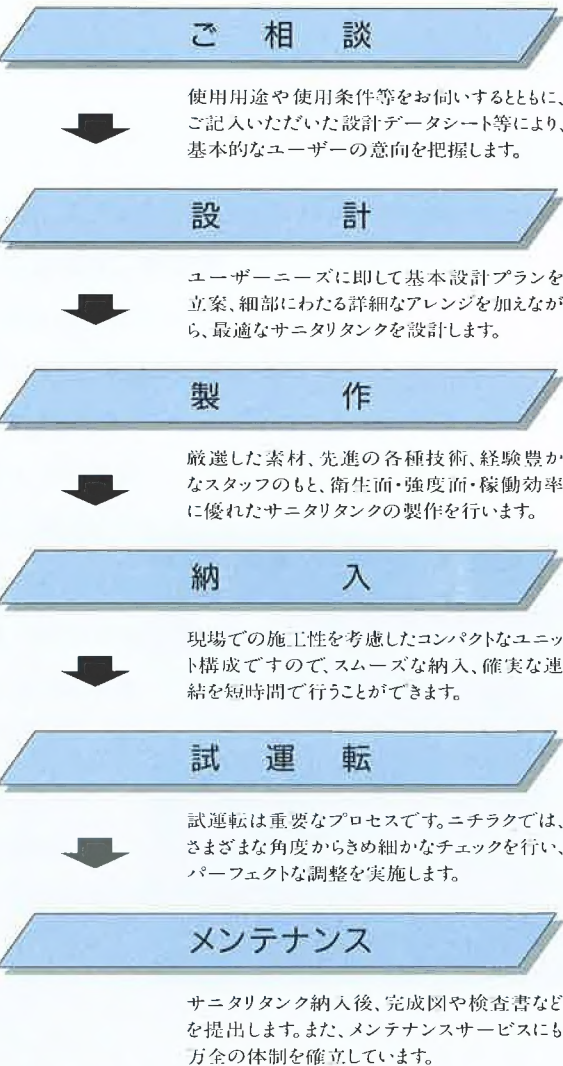 ご相談
使用用途や使用条件等をお伺いするとともに、
ご記入いただいた設計データシート等により、
基本的なユーザーの意向を把握します。
設計
ユーザーニーズに即して基本設計プランを
立案、細部にわたる詳細なアレンジを加えなが
ら、最適なサニタリタンクを設計します。
製作
厳選した素材、先進の各種技術、経験豊か
なスタッフのもと、衛生面・強度面・稼働効率
に優れたサニタリタンクの製作を行います。
納入
現場での施工性を考慮したコンパクトなユニッ
ト構成ですので、スムーズな納入、確実な連
結を短時間で行うことができます。
試運転
試運転は重要なプロセスです。ニチラクでは、
さまざまな角度からきめ細かなチェックを行い、
パーフェクトな調整を実施します。
メンテナンス
サニタリタンク納入後、完成図や検査書など
を提出します。また、メンテナンスサービスにも
万全の体制を確立しています。